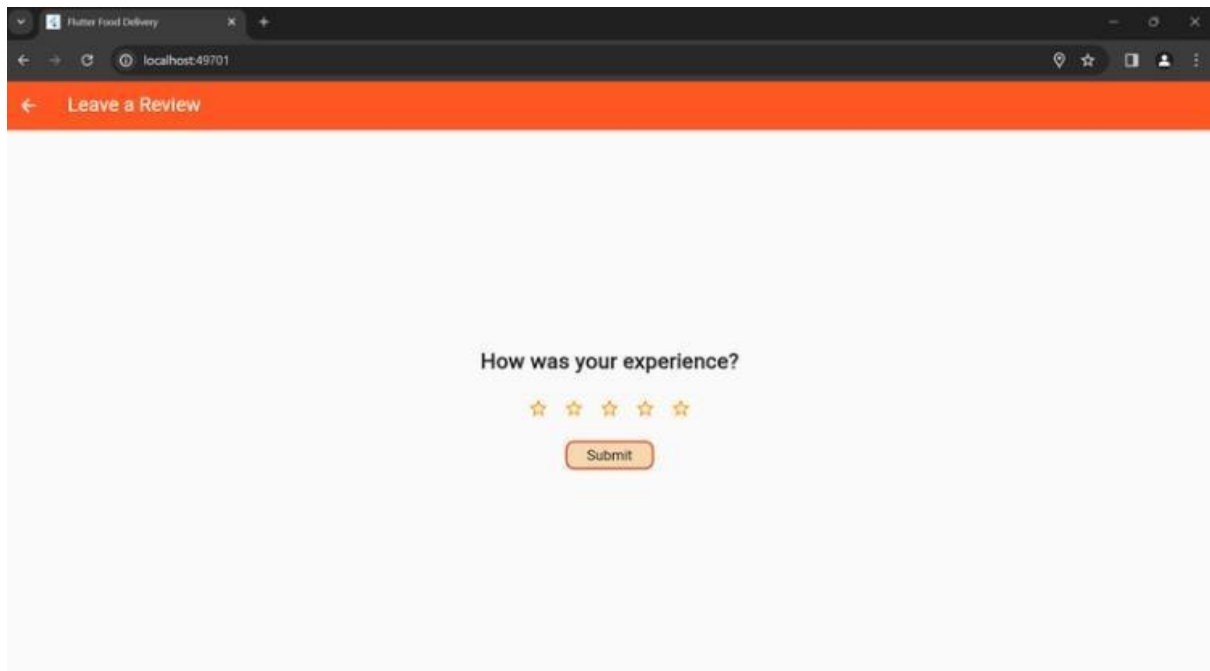 Flutter Food Delivery
localhost:49701
Leave a Review
How was your experience?
Submit